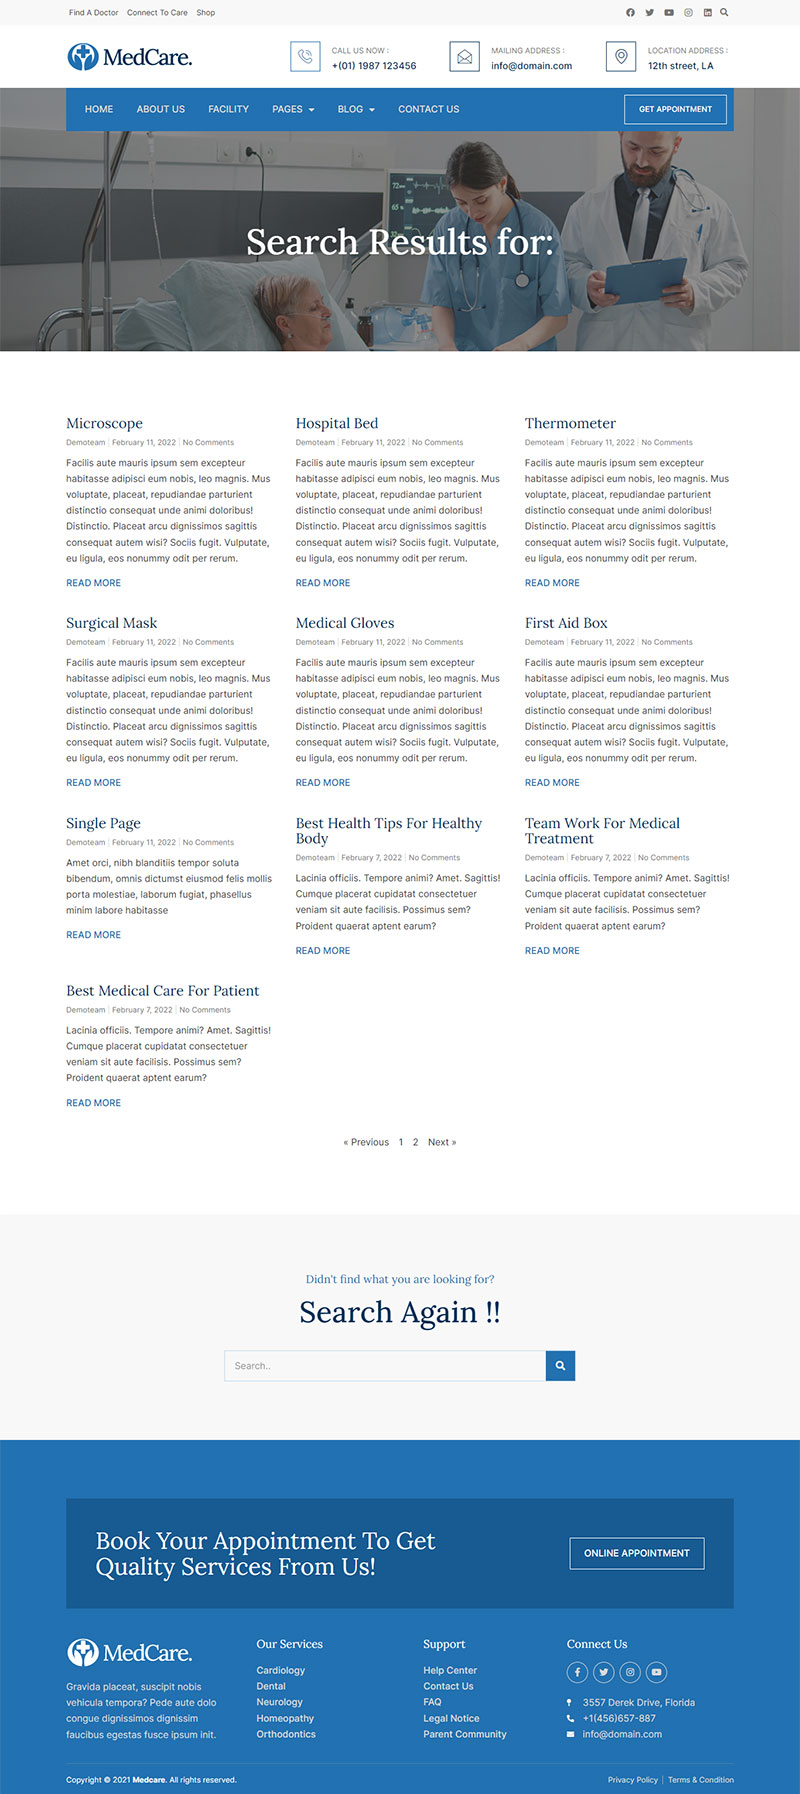 Find A Doctor Connect To Care Shop
MedCare.
CALL US NOW :
+(01) 1987 123456
MAILING ADDRESS :
info@domain.com
LOCATION ADDRESS :
12th street, LA
HOME ABOUT US FACILITY PAGES BLOG CONTACT US GET APPOINTMENT
72
Search Results for:
Microscope
Demoteam February 11, 2022 No Comments
Facilis aute mauris ipsum sem excepteur
habitasse adipisci eum nobis, leo magnis. Mus
voluptate, placeat, repudiandae parturient
distinctio consequat unde animi doloribus!
Distinctio. Placeat arcu dignissimos sagittis
consequat autem wisi? Sociis fugit. Vulputate,
eu ligula, eos nonummy odit per rerum.
READ MORE
Hospital Bed
Demoteam February 11, 2022 No Comments
Facilis aute mauris ipsum sem excepteur
habitasse adipisci eum nobis, leo magnis. Mus
voluptate, placeat, repudiandae parturient
distinctio consequat unde animi doloribus!
Distinctio. Placeat arcu dignissimos sagittis
consequat autem wisi? Sociis fugit. Vulputate,
eu ligula, eos nonummy odit per rerum.
READ MORE
Thermometer
Demoteam February 11, 2022 No Comments
Facilis aute mauris ipsum sem excepteur
habitasse adipisci eum nobis, leo magnis. Mus
voluptate, placeat, repudiandae parturient
distinctio consequat unde animi doloribus!
Distinctio. Placeat arcu dignissimos sagittis
consequat autem wisi? Sociis fugit. Vulputate,
eu ligula, eos nonummy odit per rerum.
READ MORE
Surgical Mask
Demoteam February 11, 2022 No Comments
Facilis aute mauris ipsum sem excepteur
habitasse adipisci eum nobis, leo magnis. Mus
voluptate, placeat, repudiandae parturient
distinctio consequat unde animi doloribus!
Distinctio. Placeat arcu dignissimos sagittis
consequat autem wisi? Sociis fugit. Vulputate,
eu ligula, eos nonummy odit per rerum.
READ MORE
Medical Gloves
Demoteam February 11, 2022 No Comments
Facilis aute mauris ipsum sem excepteur
habitasse adipisci eum nobis, leo magnis. Mus
voluptate, placeat, repudiandae parturient
distinctio consequat unde animi doloribus!
Distinctio. Placeat arcu dignissimos sagittis
consequat autem wisi? Sociis fugit. Vulputate,
eu ligula, eos nonummy odit per rerum.
READ MORE
First Aid Box
Demoteam February 11, 2022 No Comments
Facilis aute mauris ipsum sem excepteur
habitasse adipisci eum nobis, leo magnis. Mus
voluptate, placeat, repudiandae parturient
distinctio consequat unde animi doloribus!
Distinctio. Placeat arcu dignissimos sagittis
consequat autem wisi? Sociis fugit. Vulputate,
eu ligula, eos nonummy odit per rerum.
READ MORE
Single Page
Demoteam February 11, 2022 No Comments
Amet orci, nibh blanditiis tempor soluta
bibendum, omnis dictumst eiusmod felis mollis
porta molestiae, laborum fugiat, phasellus
minim labore habitasse
READ MORE
Best Health Tips For Healthy
Body
Demoteam February 7, 2022 No Comments
Lacinia officiis. Tempore animi? Amet. Sagittis!
Cumque placerat cupidatat consectetuer
veniam sit aute facilisis. Possimus sem?
Proident quaerat aptent earum?
READ MORE
Team Work For Medical
Treatment
Demoteam February 7, 2022 No Comments
Lacinia officiis. Tempore animi? Amet. Sagittis!
Cumque placerat cupidatat consectetuer
veniam sit aute facilisis. Possimus sem?
Proident quaerat aptent earum?
READ MORE
Best Medical Care For Patient
Demoteam February 7, 2022 No Comments
Lacinia officiis. Tempore animi? Amet. Sagittis!
Cumque placerat cupidatat consectetuer
veniam sit aute facilisis. Possimus sem?
Proident quaerat aptent earum?
READ MORE
« Previous 1 2 Next »
Didn't find what you are looking for?
Search Again !!
Search..
Book Your Appointment To Get
Quality Services From Us!
ONLINE APPOINTMENT
MedCare.
Gravida placeat, suscipit nobis
vehicula tempora? Pede aute dolo
congue dignissimos dignissim
faucibus egestas fusce ipsum init.
Our Services
Cardiology
Dental
Neurology
Homeopathy
Orthodontics
Support
Help Center
Contact Us
FAQ
Legal Notice
Parent Community
Connect Us
3557 Derek Drive, Florida
+1(456)657-887
info@domain.com
Copyright © 2021 Medcare. All rights reserved.
Privacy Policy | Terms & Condition